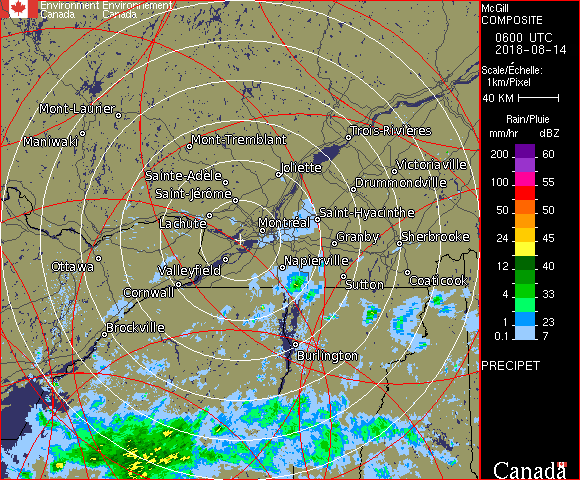 Environment Environnement
Canada Canada
McGill
COMPOSITE
0600 UTC
2018-08-14
Scale/Échelle:
1km/Pixel
40 KM
Rain/Pluie
mm/hr dBZ
200 60
150 57
100 55
50 50
24 45
12 40
4 33
1 23
0.1 7
PRECIPET
Canada
Mont-Laurier
Maniwaki
Mont-Tremblant
Trois-Rivières
Sainte-Adèle
Joliette
Victoriaville
Saint-Jérôme
Drummondville
Lachute
Montréal
Saint-Hyacinthe
Granby
Sherbrooke
Ottawa
Valleyfield
Napierville
Cornwall
Sutton
Coaticook
Brockville
Burlington